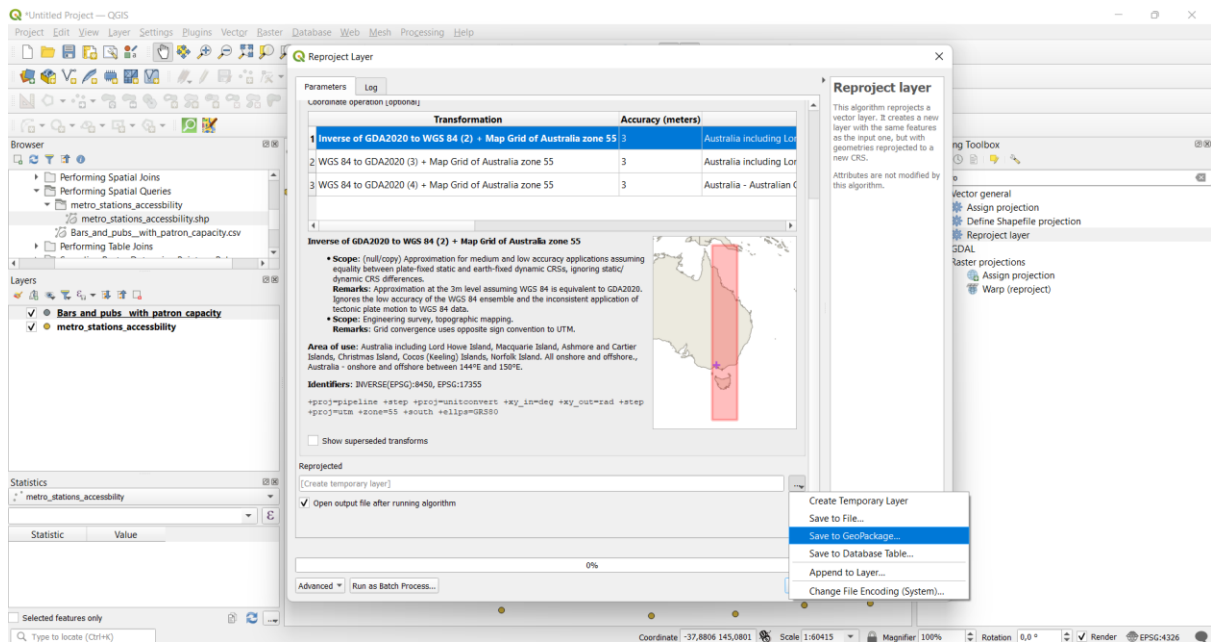 *Untitled Project — QGIS
Project Edit View Layer Settings Plugins Vector Raster Database Web Mesh Processing Help
Reproject Layer
Parameters
Log
Coordinate operation [optional]
Transformation Accuracy (meters)
1 Inverse of GDA2020 to WGS 84 (2) + Map Grid of Australia zone 55 3 Australia including Lor
2 WGS 84 to GDA2020 (3) + Map Grid of Australia zone 55 3 Australia including Lor
3 WGS 84 to GDA2020 (4) + Map Grid of Australia zone 55 3 Australia - Australian
Inverse of GDA2020 to WGS 84 (2) + Map Grid of Australia zone 55
• Scope: (null/copy) Approximation for medium and low accuracy applications assuming
equality between plate-fixed static and earth-fixed dynamic CRSs, ignoring static/
dynamic CRS differences.
Remarks: Approximation at the 3m level assuming WGS 84 is equivalent to GDA2020.
Ignores the low accuracy of the WGS 84 ensemble and the inconsistent application of
tectonic plate motion to WGS 84 data.
• Scope: Engineering survey, topographic mapping.
Remarks: Grid convergence uses opposite sign convention to UTM.
Area of use: Australia including Lord Howe Island, Macquarie Island, Ashmore and Cartier
Islands, Christmas Island, Cocos (Keeling) Islands, Norfolk Island. All onshore and offshore.,
Australia - onshore and offshore between 144ºE and 150ºE.
Identifiers: INVERSE(EPSG):8450, EPSG:17355
+proj=pipeline +step +proj=unitconvert +xy_in=deg +xy_out=rad +step
+proj=utm +zone=55 +south +ellps=GRS80
Show superseded transforms
Reprojected
[Create temporary layer]
Open output file after running algorithm
0%
Advanced
Run as Batch Process...
Create Temporary Layer
Save to File...
Save to GeoPackage...
Save to Database Table...
Append to Layer...
Change File Encoding (System)...
Reproject layer
This algorithm reprojects a
vector layer. It creates a new
layer with the same features
as the input one, but with
geometries reprojected to a
new CRS.
Attributes are not modified by
this algorithm.
Browser
Performing Spatial Joins
Performing Spatial Queries
metro_stations_accessbility
metro_stations_accessbility.shp
Bars_and_pubs__with_patron_capacity.csv
Performing Table Joins
Layers
Bars and pubs with patron capacity
metro_stations_accessbility
Statistics
metro_stations_accessbility
Statistic Value
Selected features only
ng Toolbox
Vector general
Assign projection
Define Shapefile projection
Reproject layer
GDAL
Raster projections
Assign projection
Warp (reproject)
Type to locate (Ctrl+K)
Coordinate -37,8806 145,0801 Scale 1:60415 Magnifier 100% Rotation 0,0 ° Render EPSG:4326